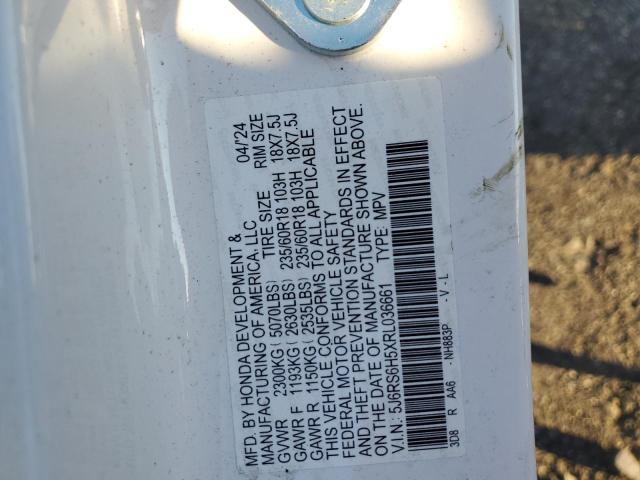 MFD. BY HONDA DEVELOPMENT & 04/'24
MANUFACTURING OF AMERICA, LLC
TIRE SIZE RIM SIZE
GVWR 2300KG ( 5070LBS) 235/60R18 103H 18X7.5J
GAWR F 1193KG ( 2630LBS) 235/60R18 103H 18X7.5J
GAWR R 1150KG ( 2535LBS)
THIS VEHICLE CONFORMS TO ALL APPLICABLE
FEDERAL MOTOR VEHICLE SAFETY
AND THEFT PREVENTION STANDARDS IN EFFECT
ON THE DATE OF MANUFACTURE SHOWN ABOVE.
V.I.N.: 5J6RS6H5XRL036661 TYPE: MPV
3D8 R AA6 - NH883P - V - L